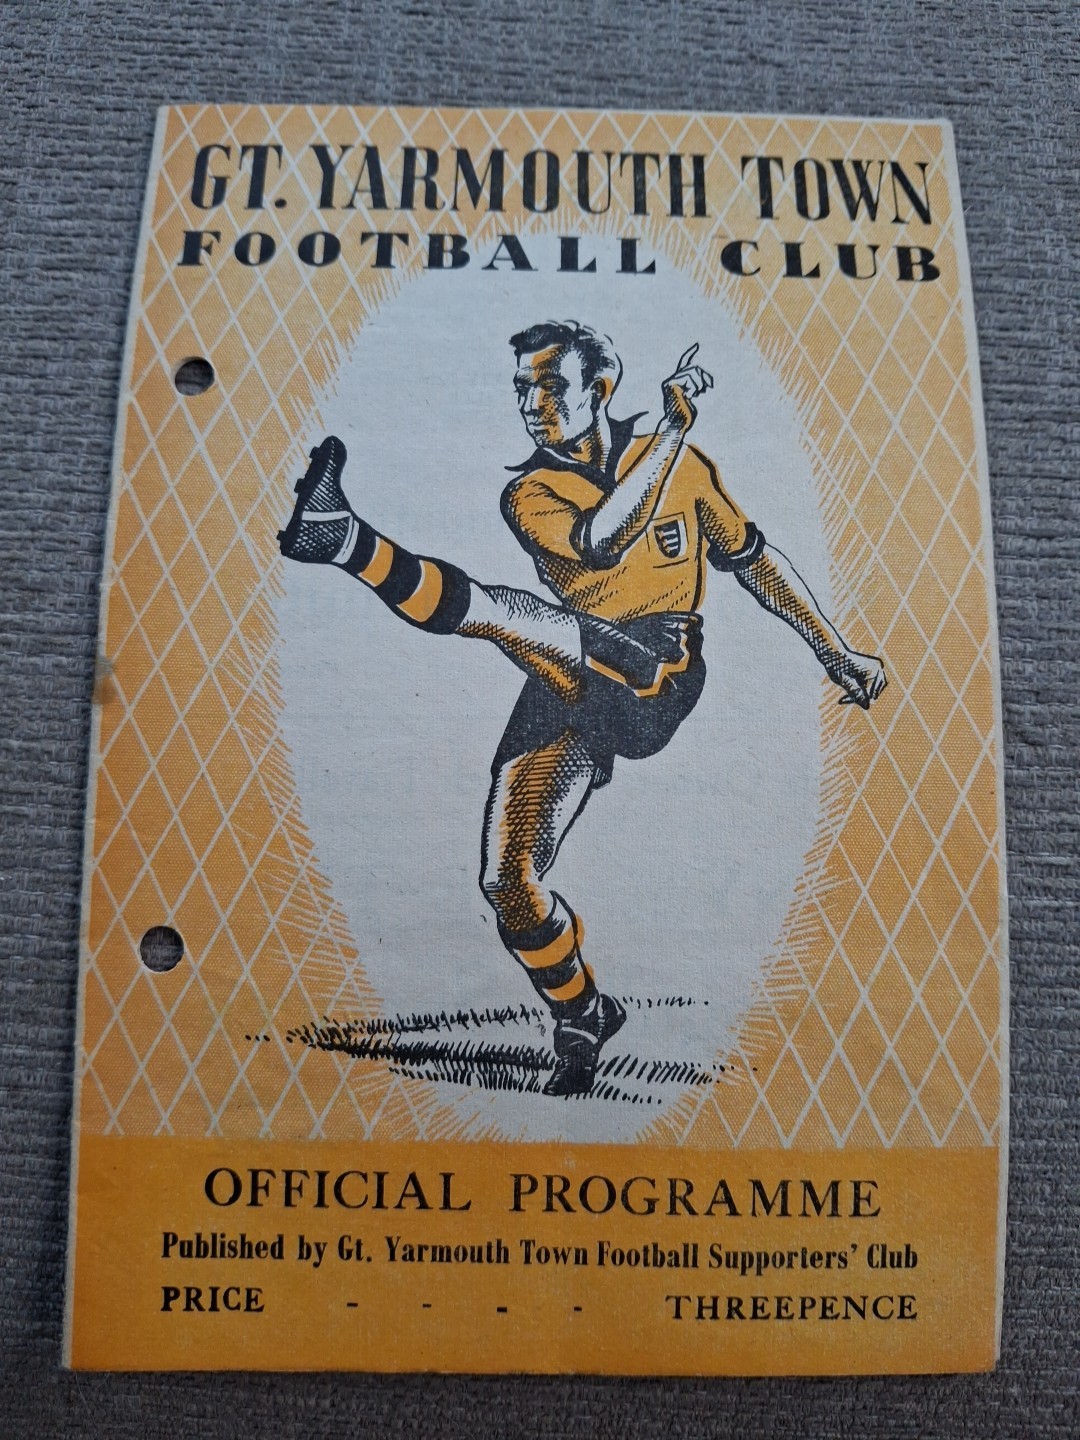 GT. YARMOUTH TOWN
FOOTBALL CLUB
OFFICIAL PROGRAMME
Published by Gt. Yarmouth Town Football Supporters' Club
PRICE - - - - THREEPENCE